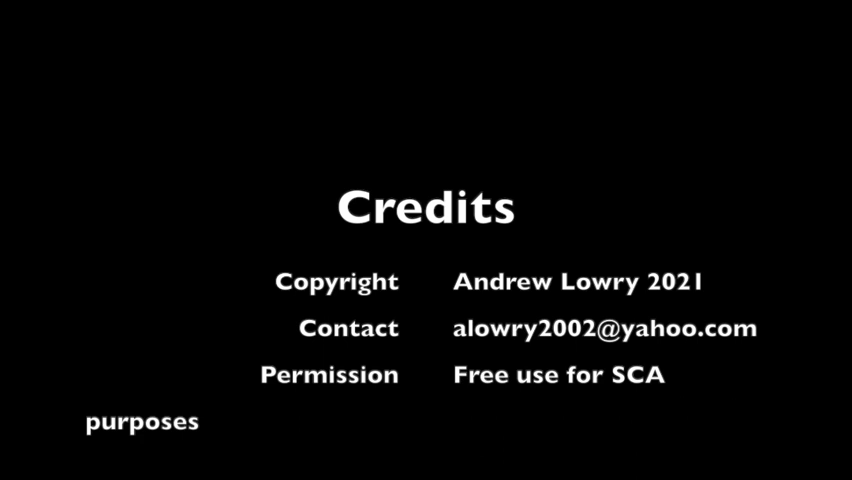 Credits
Copyright Andrew Lowry 2021
Contact alowry2002@yahoo.com
Permission Free use for SCA
purposes